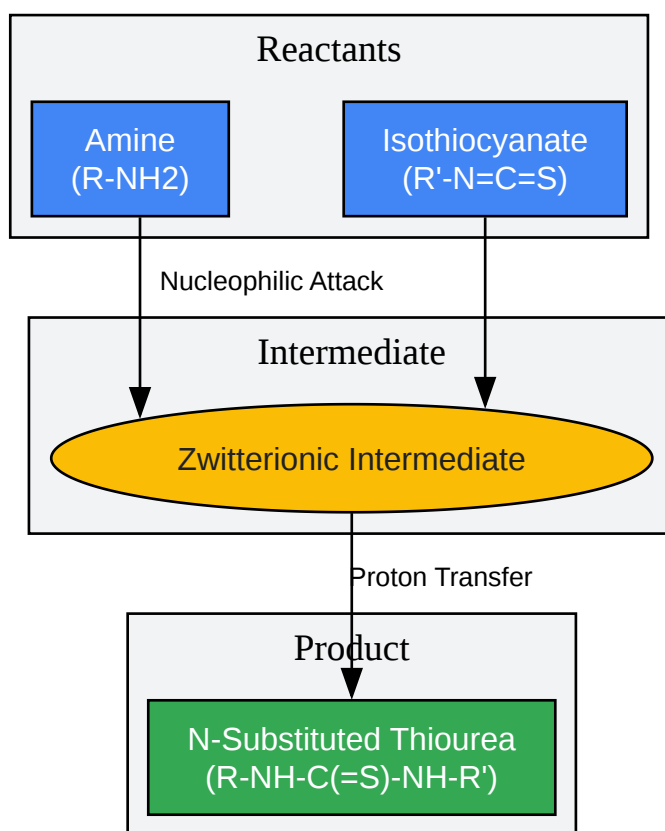 Reactants
Amine
(R-NH2)
Isothiocyanate
(R'-N=C=S)
Nucleophilic Attack
Intermediate
Zwitterionic Intermediate
Proton Transfer
Product
N-Substituted Thiourea
(R-NH-C(=S)-NH-R')